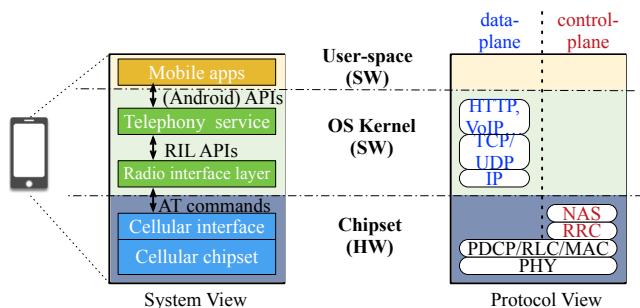 data-plane
control-plane
User-space
(SW)
Mobile apps
(Android) APIs
Telephony service
RIL APIs
Radio interface layer
OS Kernel
(SW)
HTTP,
VoIP
TCP/
UDP
IP
AT commands
Cellular interface
Cellular chipset
Chipset
(HW)
NAS
RRC
PDCP/RLC/MAC
PHY
System View
Protocol View